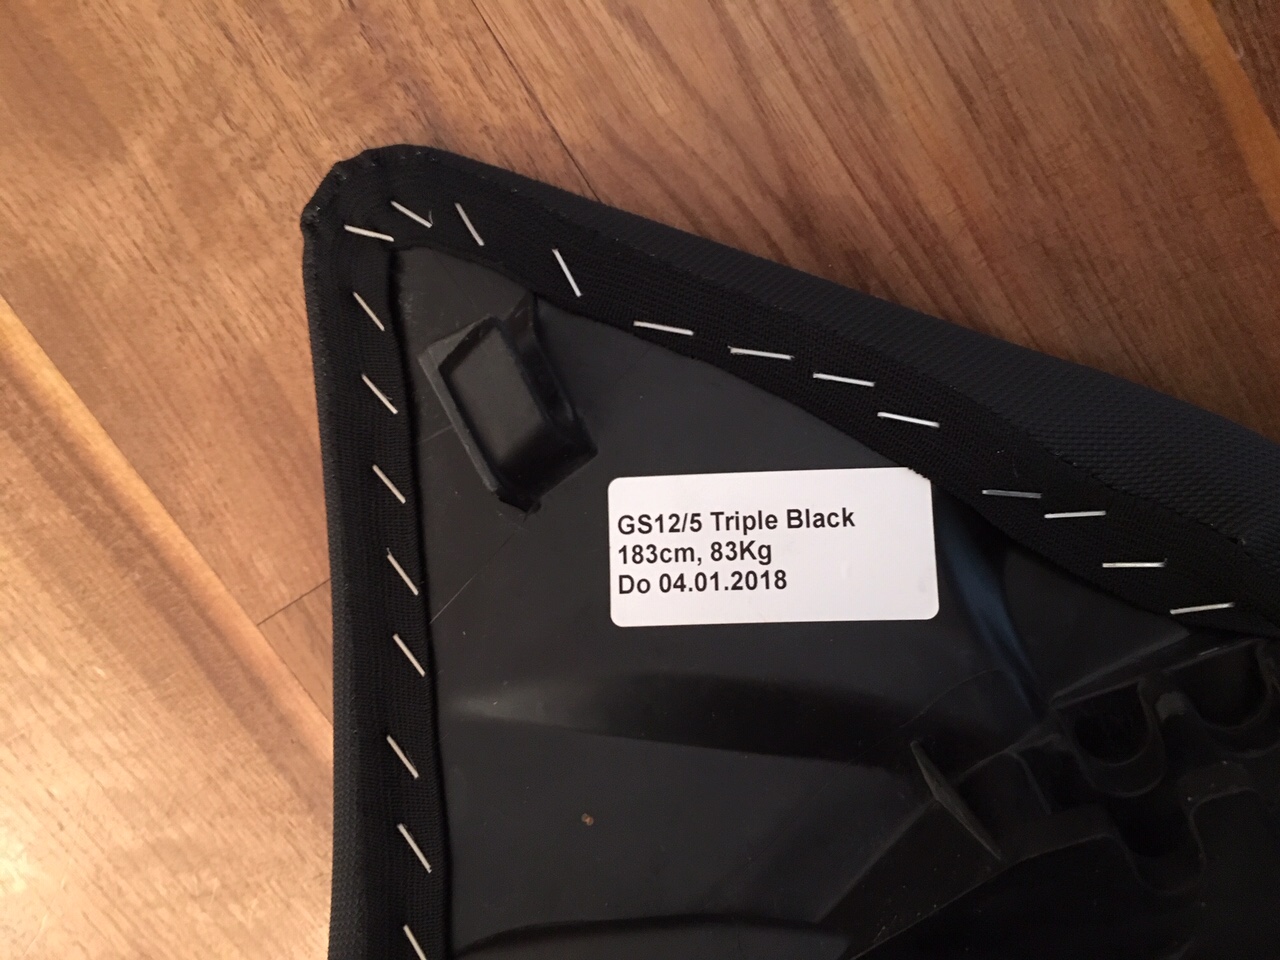 GS12/5 Triple Black
183cm, 83Kg
Do 04.01.2018